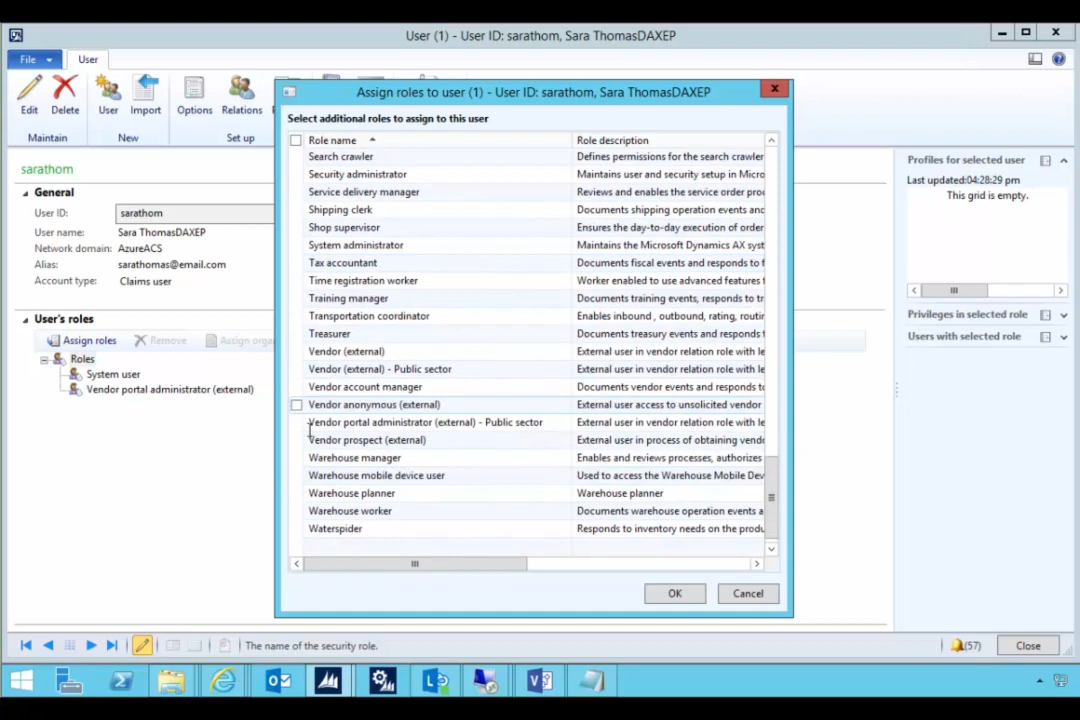 User (1) - User ID: sarathom, Sara ThomasDAXEP
File
User
Edit
Delete
User
Import
Options
Relations
Maintain
New
Set up
sarathom
General
User ID:
sarathom
User name:
Sara ThomasDAXEP
Network domain:
AzureACS
Alias:
sarathomas@email.com
Account type:
Claims user
User's roles
Assign roles
Remove
Assign orga
Roles
System user
Vendor portal administrator (external)
Assign roles to user (1) - User ID: sarathom, Sara ThomasDAXEP
Select additional roles to assign to this user
Role name
Role description
Search crawler
Defines permissions for the search crawler
Security administrator
Maintains user and security setup in Micro
Service delivery manager
Reviews and enables the service order proc
Shipping clerk
Documents shipping operation events and
Shop supervisor
Ensures the day-to-day execution of order
System administrator
Maintains the Microsoft Dynamics AX syst
Tax accountant
Documents fiscal events and responds to f
Time registration worker
Worker enabled to use advanced features
Training manager
Documents training events, responds to tr
Transportation coordinator
Enables inbound , outbound, rating, routin
Treasurer
Documents treasury events and responds
Vendor (external)
External user in vendor relation role with le
Vendor (external) - Public sector
External user in vendor relation role with le
Vendor account manager
Documents vendor events and responds to
Vendor anonymous (external)
External user access to unsolicited vendor
Vendor portal administrator (external) - Public sector
External user in vendor relation role with le
Vendor prospect (external)
External user in process of obtaining vendo
Warehouse manager
Enables and reviews processes, authorizes
Warehouse mobile device user
Used to access the Warehouse Mobile Dev
Warehouse planner
Warehouse planner
Warehouse worker
Documents warehouse operation events a
Waterspider
Responds to inventory needs on the produ
OK
Cancel
Profiles for selected user
Last updated:04:28:29 pm
This grid is empty.
Privileges in selected role
Users with selected role
The name of the security role.
(57)
Close